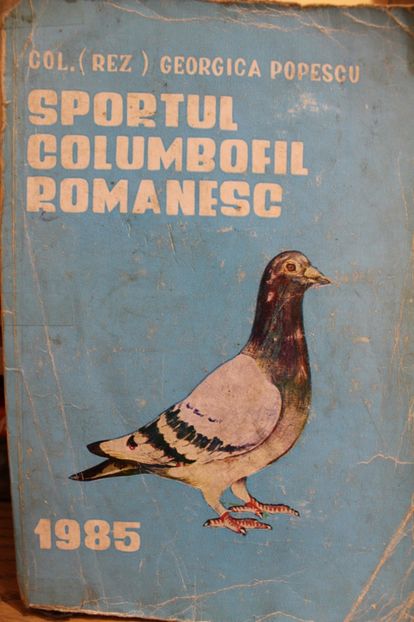 COL. (REZ) GEORGICA POPESCU
SPORTUL
COLUMBOFIL
ROMANESC
1985